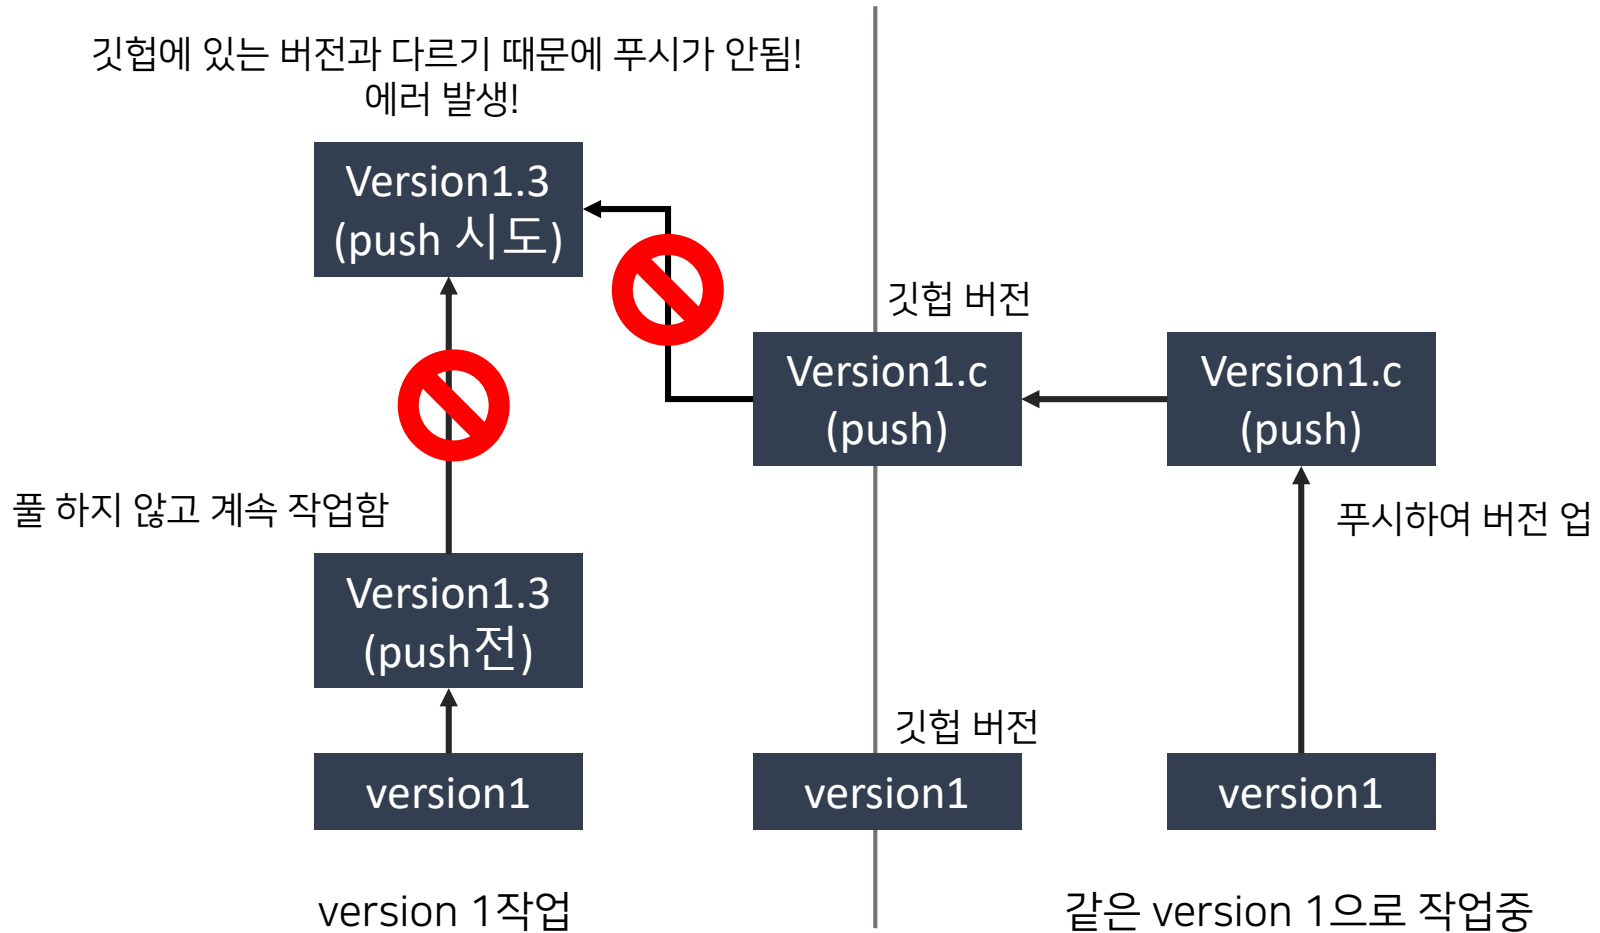 깃헙에 있는 버전과 다르기 때문에 푸시가 안됨!
에러 발생!
Version1.3
(push 시도)
깃헙 버전
Version1.c
(push)
Version1.c
(push)
풀 하지 않고 계속 작업함
푸시하여 버전 업
Version1.3
(push전)
깃헙 버전
version1
version1
version1
version 1작업
같은 version 1으로 작업중